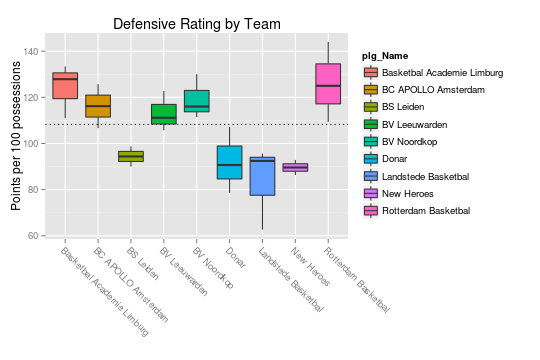 Defensive Rating by Team
Points per 100 possessions
140
120
100
80
60
Basketbal Academie Limburg
BC APOLLO Amsterdam
BS Leiden
BV Leeuwarden
BV Noordkop
Donar
Landstede Basketbal
New Heroes
Rotterdam Basketbal
plg_Name
Basketbal Academie Limburg
BC APOLLO Amsterdam
BS Leiden
BV Leeuwarden
BV Noordkop
Donar
Landstede Basketbal
New Heroes
Rotterdam Basketbal